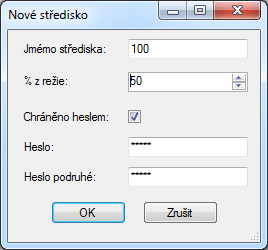 Nové středisko
Jmémo střediska: 100
% z režie: 50
Chráněno heslem:
Heslo: *****
Heslo podruhé: *****
OK Zrušit